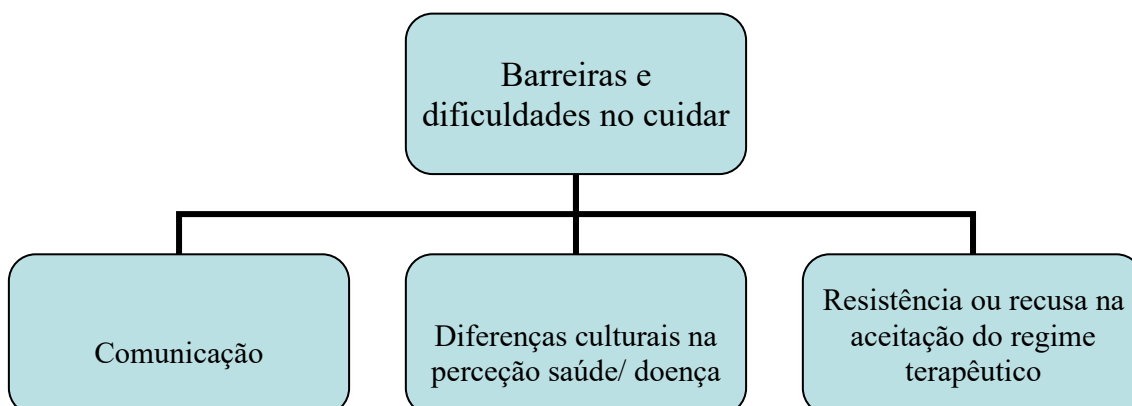 Barreiras e
dificuldades no cuidar
Comunicação
Diferenças culturais na
perceção saúde/ doença
Resistência ou recusa na
aceitação do regime
terapêutico